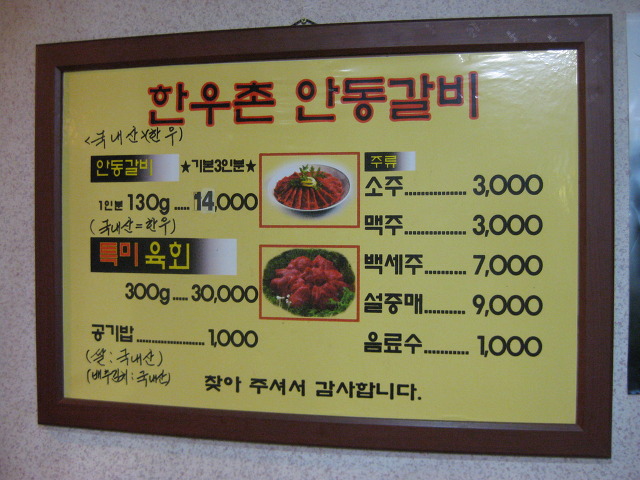 한우촌 안동갈비
<국내산(한우)
안동갈비 ★기본3인분★
1인분 130g ..... 14,000
(국내산=한우)
특미 육회
300g ..... 30,000
공기밥 ...................... 1,000
(쌀:국내산)
(배추김치:국내산)
주류
소주 ................ 3,000
맥주 ................ 3,000
백세주 ........... 7,000
설중매 ........... 9,000
음료수 ............ 1,000
찾아 주셔서 감사합니다.